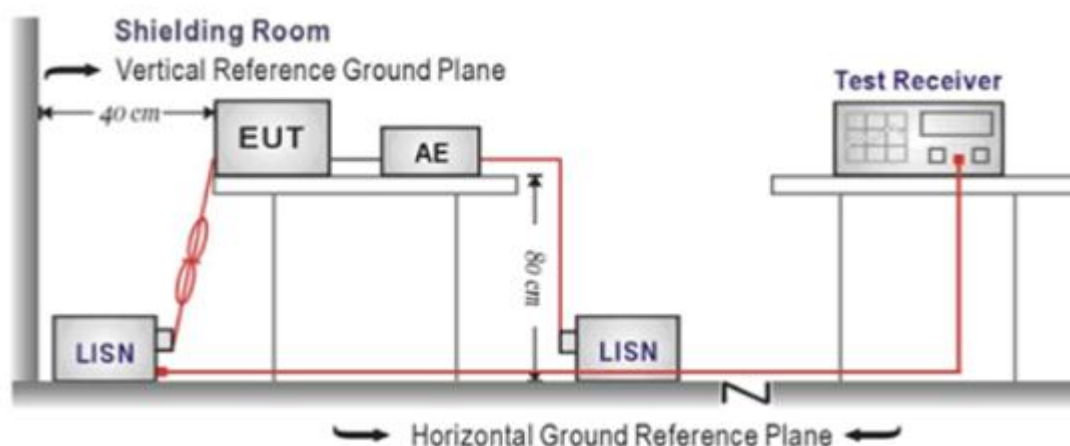 Shielding Room
Vertical Reference Ground Plane
40 cm
EUT
AE
Test Receiver
80 cm
LISN
LISN
Horizontal Ground Reference Plane